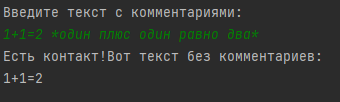 Введите текст с комментариями:
1+1=2 *один плюс один равно два*
Есть контакт!Вот текст без комментариев:
1+1=2